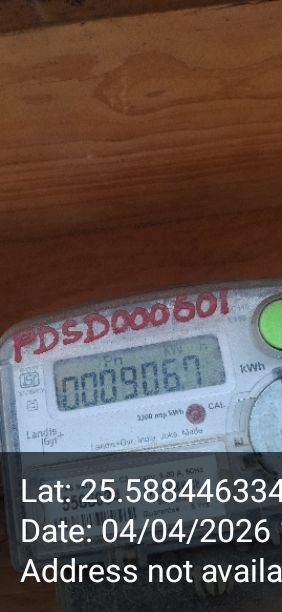 PDSD000601
kW h
0009067
kWh
3200 imp/kWh
CAL
Landis
|Gyr+
Lat: 25.588446334
Date: 04/04/2026
Address not availa